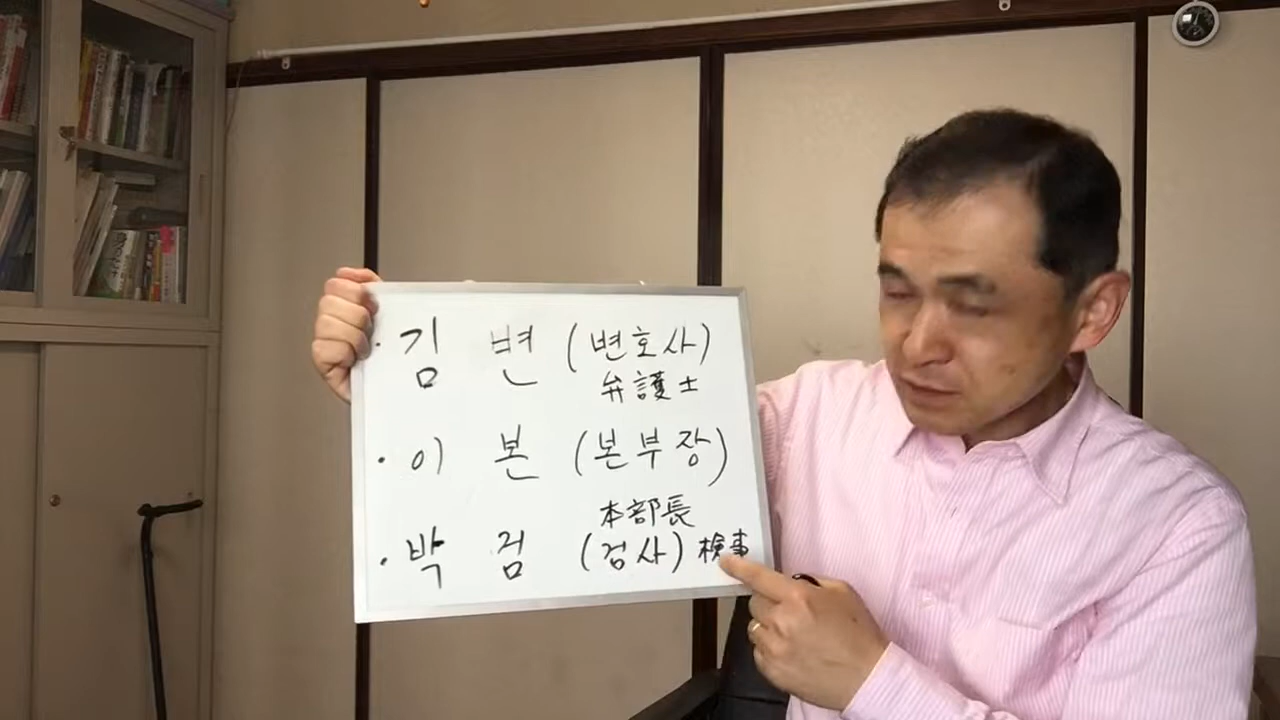 ・김 변 (변호사)
弁護士
・이 본 (본부장)
本部長
・박 검 (검사) 検事